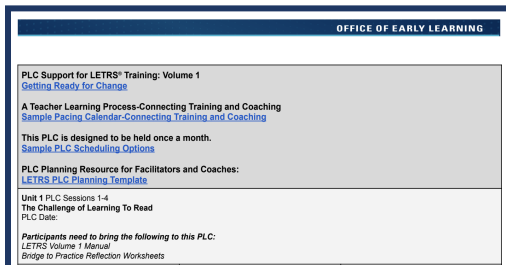 OFFICE OF EARLY LEARNING
PLC Support for LETRS® Training: Volume 1
Getting Ready for Change
A Teacher Learning Process-Connecting Training and Coaching
Sample Pacing Calendar-Connecting Training and Coaching
This PLC is designed to be held once a month.
Sample PLC Scheduling Options
PLC Planning Resource for Facilitators and Coaches:
LETRS PLC Planning Template
Unit 1 PLC Sessions 1-4
The Challenge of Learning To Read
PLC Date:
Participants need to bring the following to this PLC:
LETRS Volume 1 Manual
Bridge to Practice Reflection Worksheets